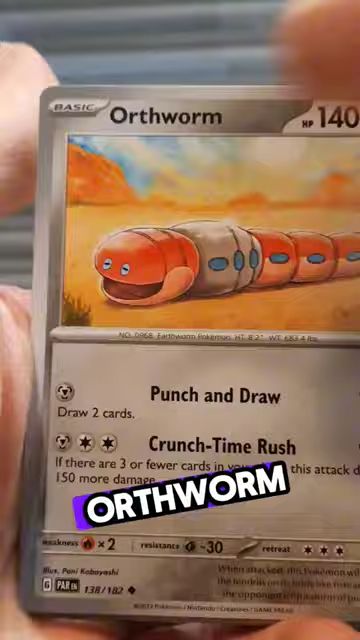 BASIC Orthworm HP 140
NO. 0968 Earthworm Pokémon HT: 8'2" WT: 683.4 lbs.
Punch and Draw
Draw 2 cards.
Crunch-Time Rush
If there are 3 or fewer cards in your this attack d
150 more damage
ORTHWORM
weakness ×2 resistance -30 retreat
Illus. Pani Kobayashi
When attacked, this Pokémon will
G PAR EN 138/182
©2023 Pokémon / Nintendo / Creatures / GAME FREAK